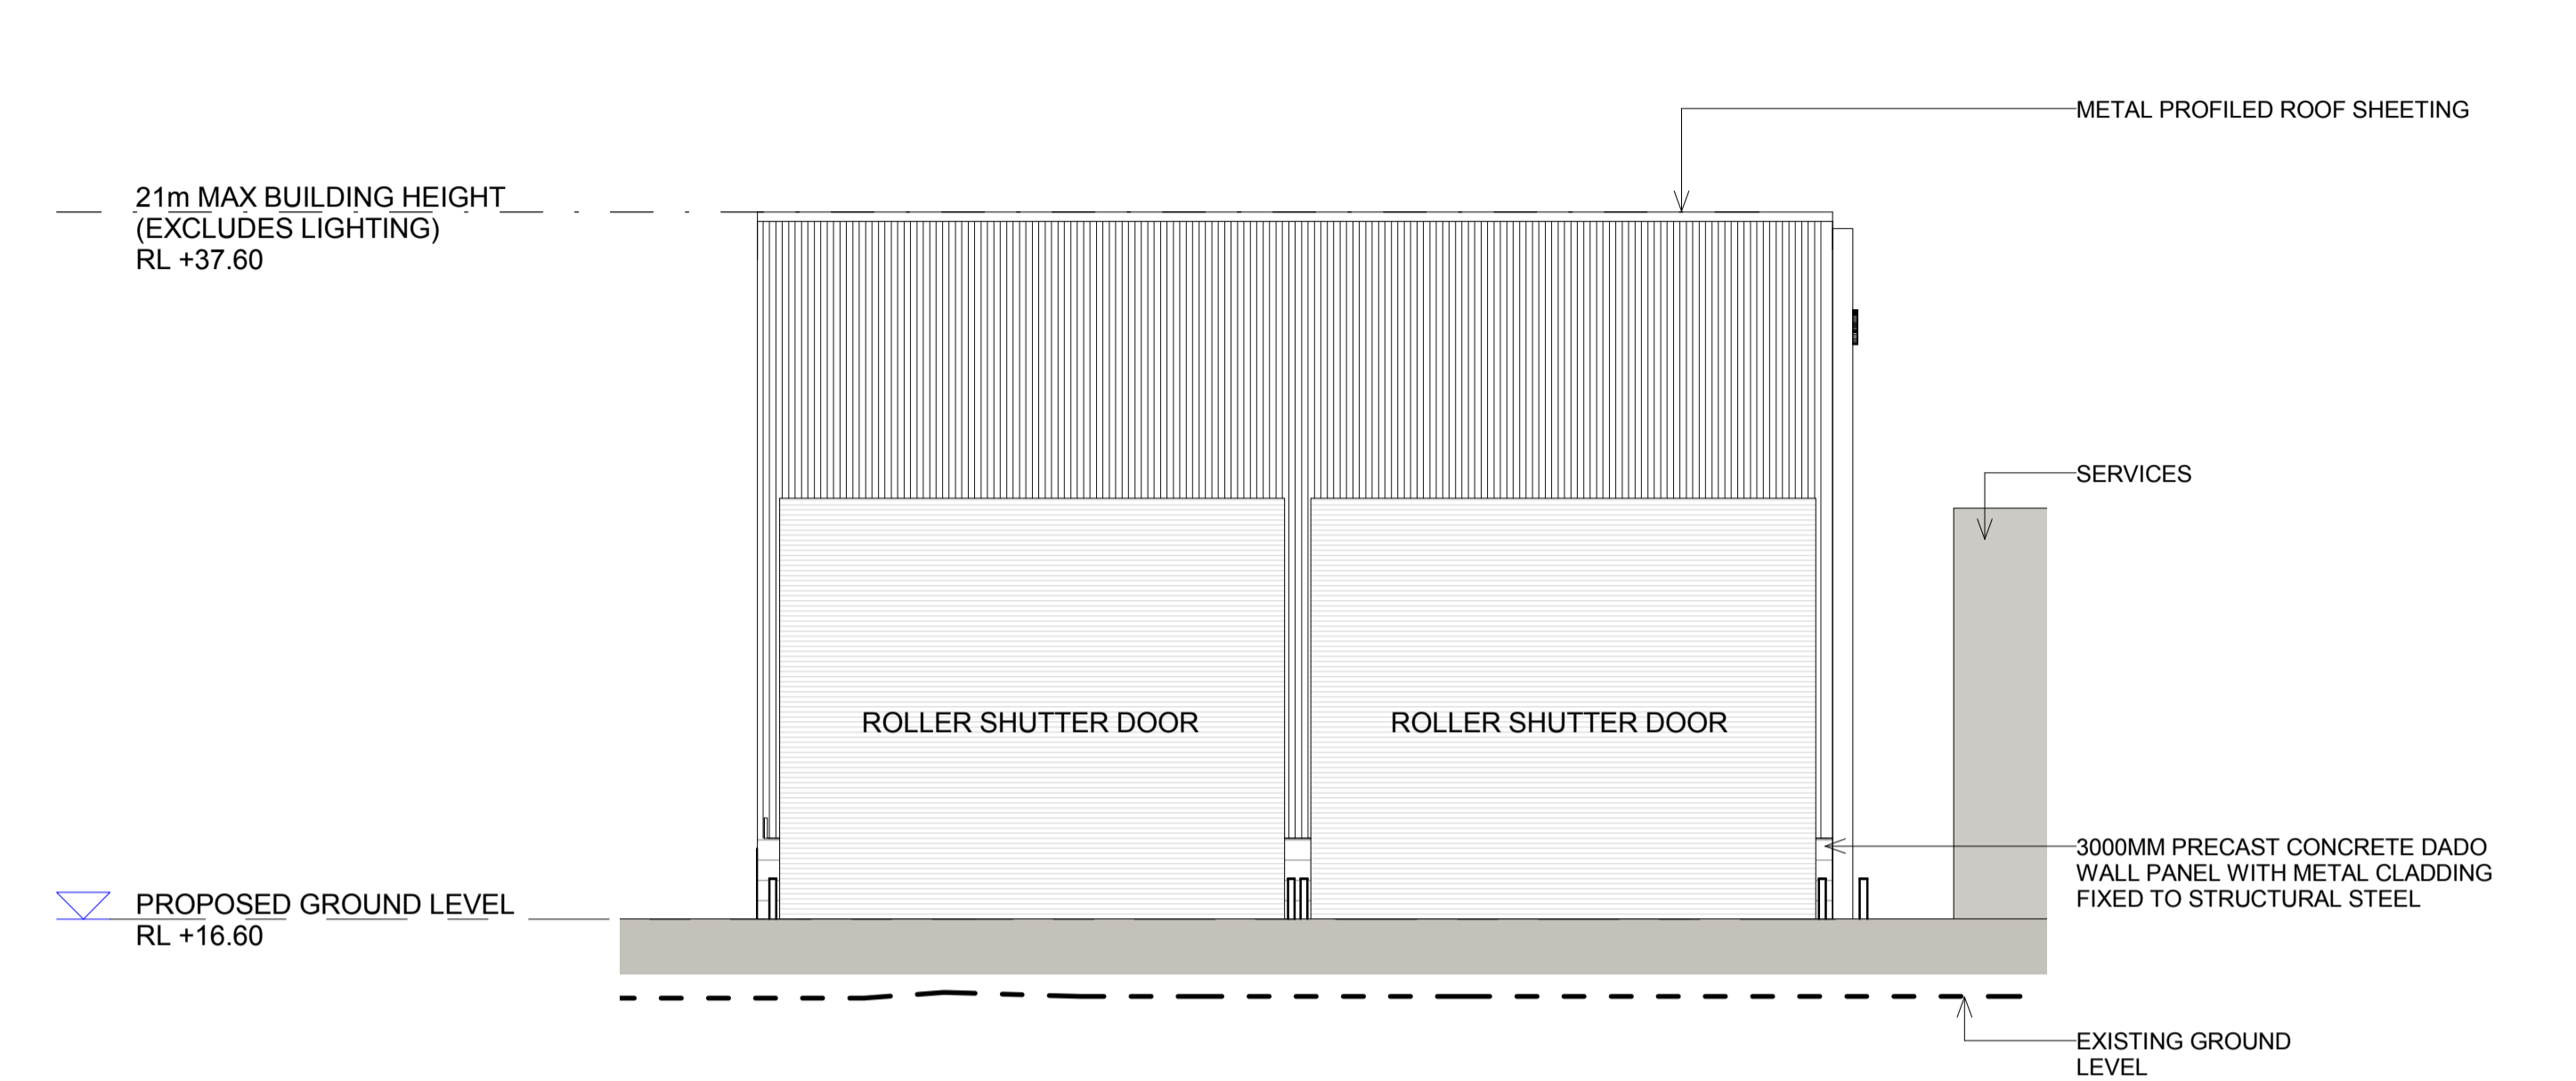 METAL PROFILED ROOF SHEETING
21m MAX BUILDING HEIGHT
(EXCLUDES LIGHTING)
RL +37.60
SERVICES
ROLLER SHUTTER DOOR
ROLLER SHUTTER DOOR
3000MM PRECAST CONCRETE DADO
WALL PANEL WITH METAL CLADDING
FIXED TO STRUCTURAL STEEL
PROPOSED GROUND LEVEL
RL +16.60
EXISTING GROUND
LEVEL